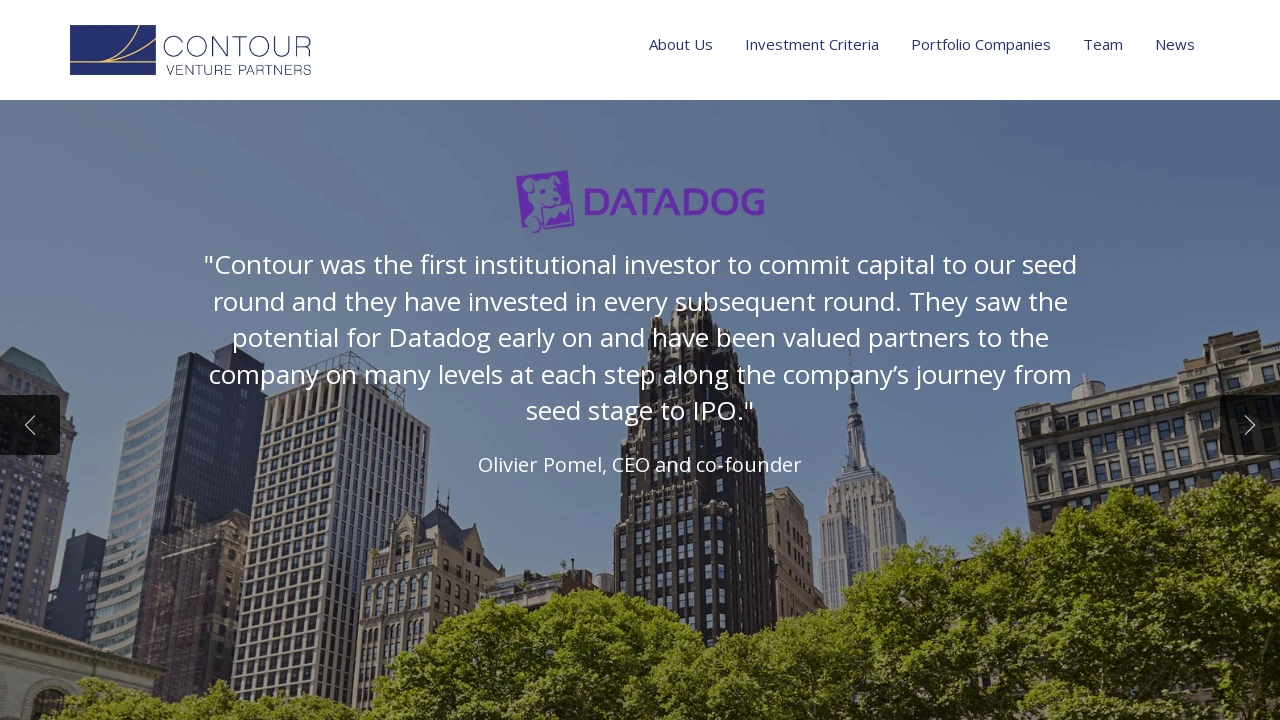 CONTOUR
VENTURE PARTNERS
About Us
Investment Criteria
Portfolio Companies
Team
News
DATADOG
"Contour was the first institutional investor to commit capital to our seed
round and they have invested in every subsequent round. They saw the
potential for Datadog early on and have been valued partners to the
company on many levels at each step along the company’s journey from
seed stage to IPO."
Olivier Pomel, CEO and co-founder